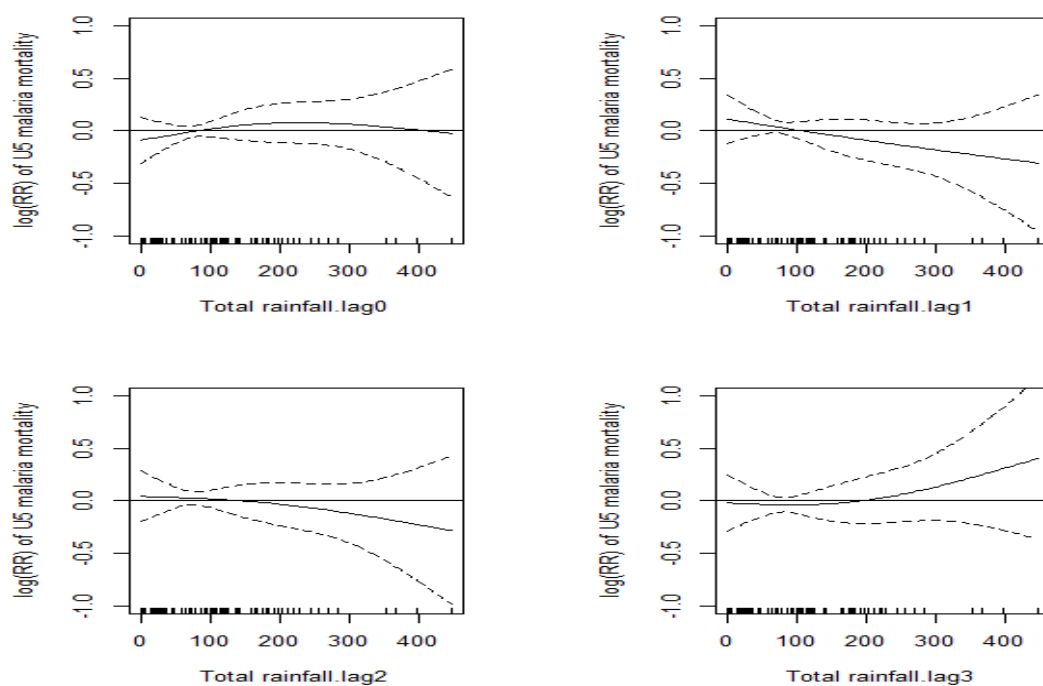 log(RR) of U5 malaria mortality
1.0
0.5
0.0
-0.5
-1.0
0 100 200 300 400
Total rainfall.lag0
log(RR) of U5 malaria mortality
1.0
0.5
0.0
-0.5
-1.0
0 100 200 300 400
Total rainfall.lag1
log(RR) of U5 malaria mortality
1.0
0.5
0.0
-0.5
-1.0
0 100 200 300 400
Total rainfall.lag2
log(RR) of U5 malaria mortality
1.0
0.5
0.0
-0.5
-1.0
0 100 200 300 400
Total rainfall.lag3